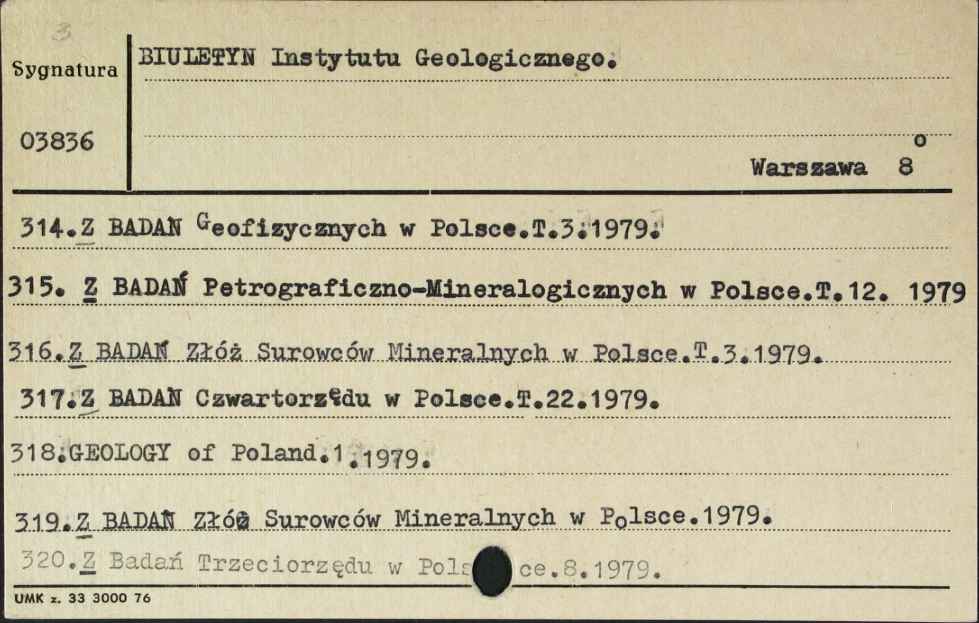 3
BIULETYN Instytutu Geologicznego.
Sygnatura
03836
Warszawa 8°
314.Z BADAŃ Geofizycznych w Polsce.T.3.1979.
315. Z BADAŃ Petrograficzno-Mineralogicznych w Polsce.T.12. 1979
316.Z BADAŃ Złóż Surowców Mineralnych w Polsce.T.3.1979.
317.Z BADAŃ Czwartorzędu w Polsce.T.22.1979.
318.GEOLOGY of Poland.1.1979.
319.Z BADAŃ Złóż Surowców Mineralnych w Polsce.1979.
320.Z Badań Trzeciorzędu w Polsce.8.1979.
UMK z. 33 3000 76